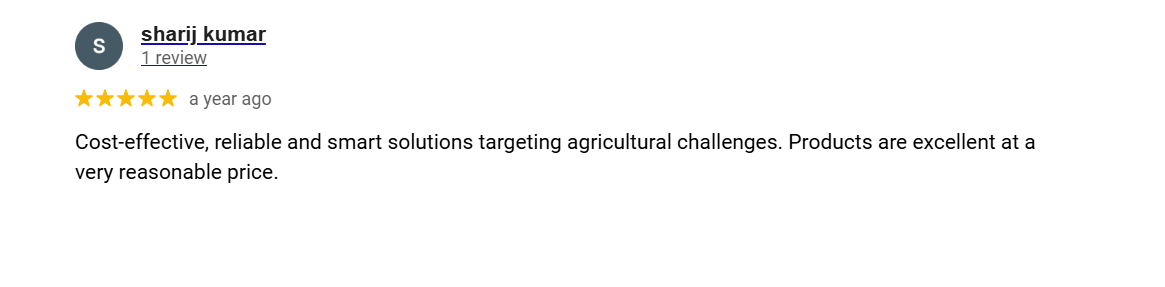 S
sharij kumar
1 review
a year ago
Cost-effective, reliable and smart solutions targeting agricultural challenges. Products are excellent at a
very reasonable price.